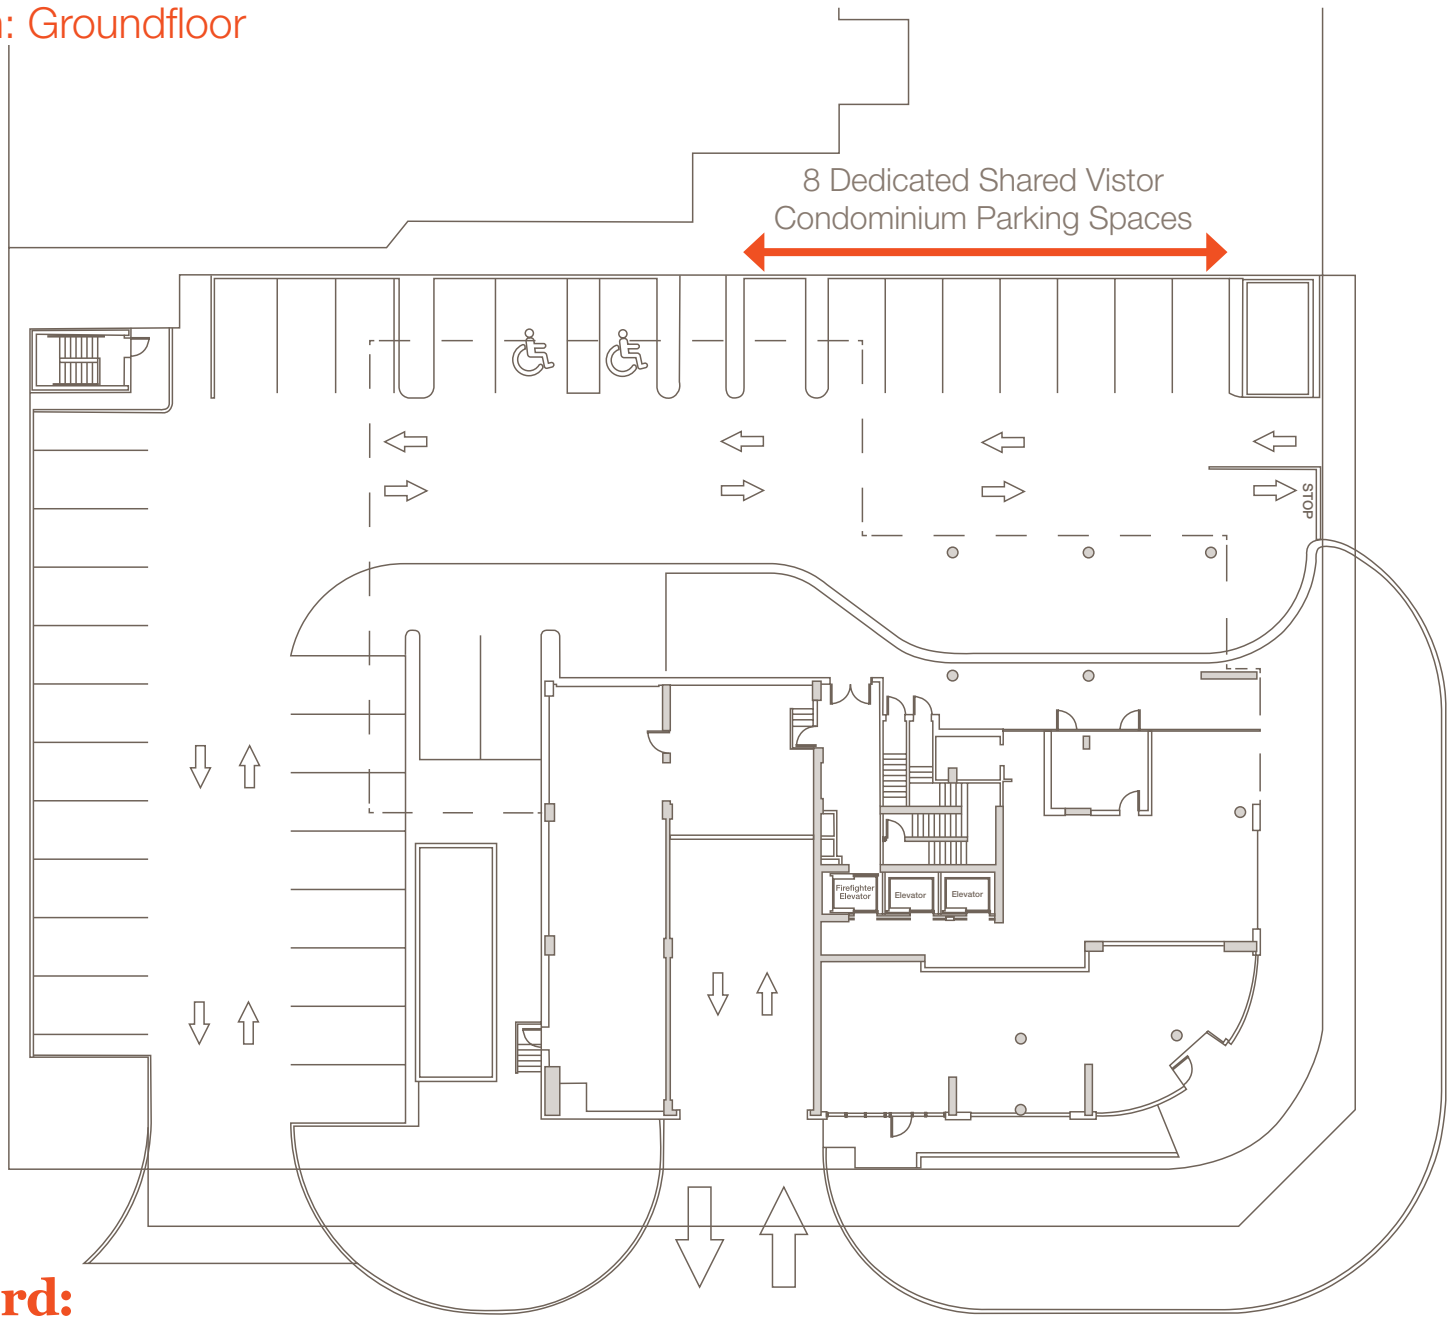 : Groundfloor
8 Dedicated Shared Vistor
Condominium Parking Spaces
STOP
Firefighter
Elevator
Elevator
Elevator
rd: